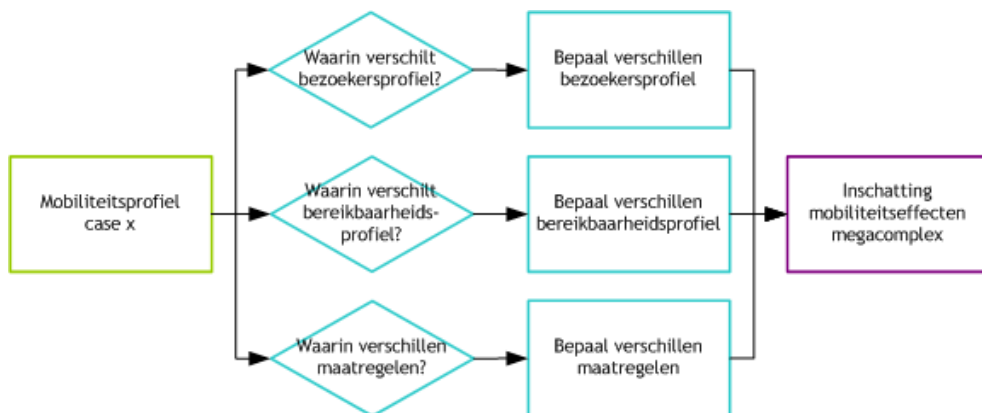 Waarin verschilt
bezoekersprofiel?
Bepaal verschillen
bezoekersprofiel
Mobiliteitsprofiel
case x
Waarin verschilt
bereikbaarheids-
profiel?
Bepaal verschillen
bereikbaarheidsprofiel
Inschatting
mobiliteitseffecten
megacomplex
Waarin verschillen
maatregelen?
Bepaal verschillen
maatregelen